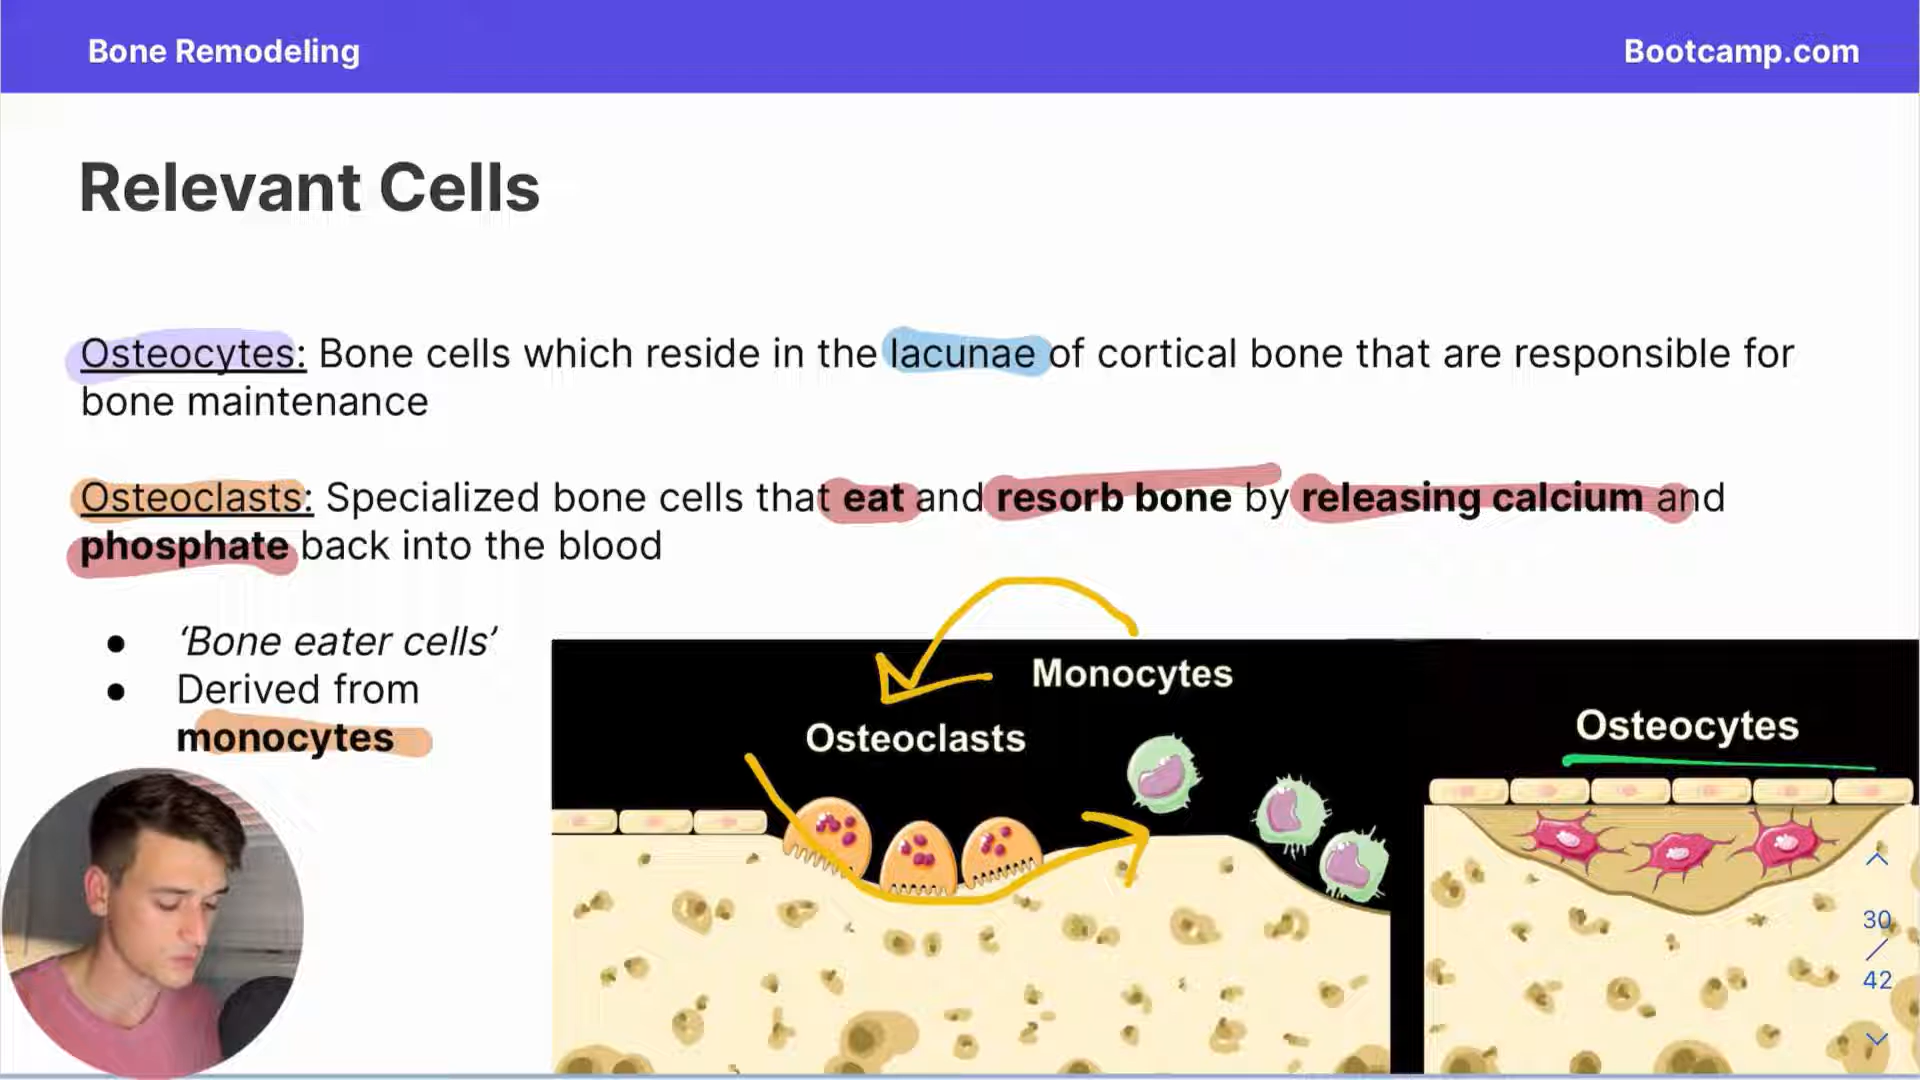 Bone Remodeling
Bootcamp.com
Relevant Cells
Osteocytes: Bone cells which reside in the lacunae of cortical bone that are responsible for
bone maintenance
Osteoclasts: Specialized bone cells that eat and resorb bone by releasing calcium and
phosphate back into the blood
● ‘Bone eater cells’
● Derived from
monocytes
Monocytes
Osteoclasts
Osteocytes
30
/
42